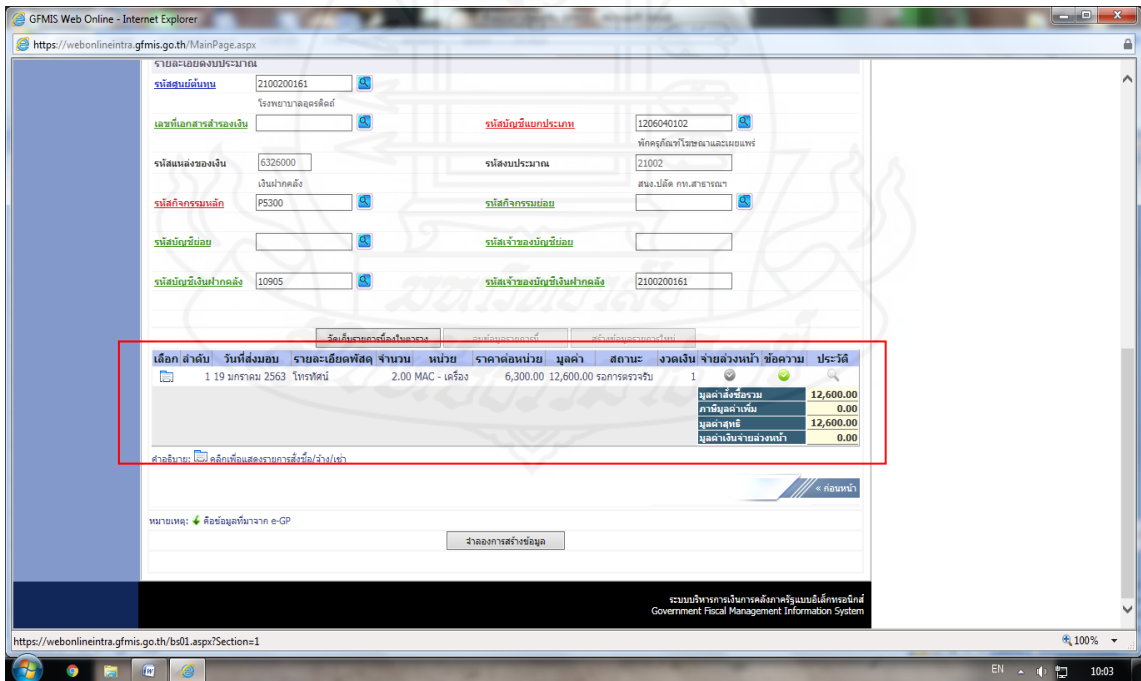 GFMIS Web Online - Internet Explorer
https://webonlineintra.gfmis.go.th/MainPage.aspx
รายละเอียดงบประมาณ
รหัสศูนย์ต้นทุน 2100200161
โรงพยาบาลอุตรดิตถ์
เลขที่เอกสารสำรองเงิน รหัสบัญชีแยกประเภท 1206040102
พักครุภัณฑ์โฆษณาและเผยแพร่
รหัสแหล่งของเงิน 6326000 รหัสงบประมาณ 21002
เงินฝากคลัง สนง.ปลัด กท.สาธารณฯ
รหัสกิจกรรมหลัก P5300 รหัสกิจกรรมย่อย
รหัสบัญชีย่อย รหัสเจ้าของบัญชีย่อย
รหัสบัญชีเงินฝากคลัง 10905 รหัสเจ้าของบัญชีเงินฝากคลัง 2100200161
จัดเก็บรายการนี้ลงในตาราง ลบข้อมูลรายการนี้ สร้างข้อมูลรายการใหม่
เลือก ลำดับ วันที่ส่งมอบ รายละเอียดพัสดุ จำนวน หน่วย ราคาต่อหน่วย มูลค่า สถานะ งวดเงิน จ่ายล่วงหน้า ข้อความ ประวัติ
1 19 มกราคม 2563 โทรทัศน์ 2.00 MAC - เครื่อง 6,300.00 12,600.00 รอการตรวจรับ 1
มูลค่าสั่งซื้อรวม 12,600.00
ภาษีมูลค่าเพิ่ม 0.00
มูลค่าสุทธิ 12,600.00
มูลค่าเงินจ่ายล่วงหน้า 0.00
คำอธิบาย: คลิกเพื่อแสดงรายการสั่งซื้อ/จ้าง/เช่า
« ก่อนหน้า
หมายเหตุ: คือข้อมูลที่มาจาก e-GP
จำลองการสร้างข้อมูล
ระบบบริหารการเงินการคลังภาครัฐแบบอิเล็กทรอนิกส์
Government Fiscal Management Information System
https://webonlineintra.gfmis.go.th/bs01.aspx?Section=1 100%
EN 10:03